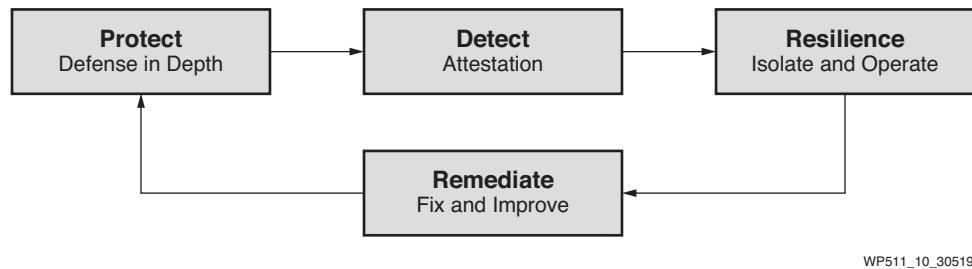 Protect
Defense in Depth
Detect
Attestation
Resilience
Isolate and Operate
Remediate
Fix and Improve
WP511_10_30519